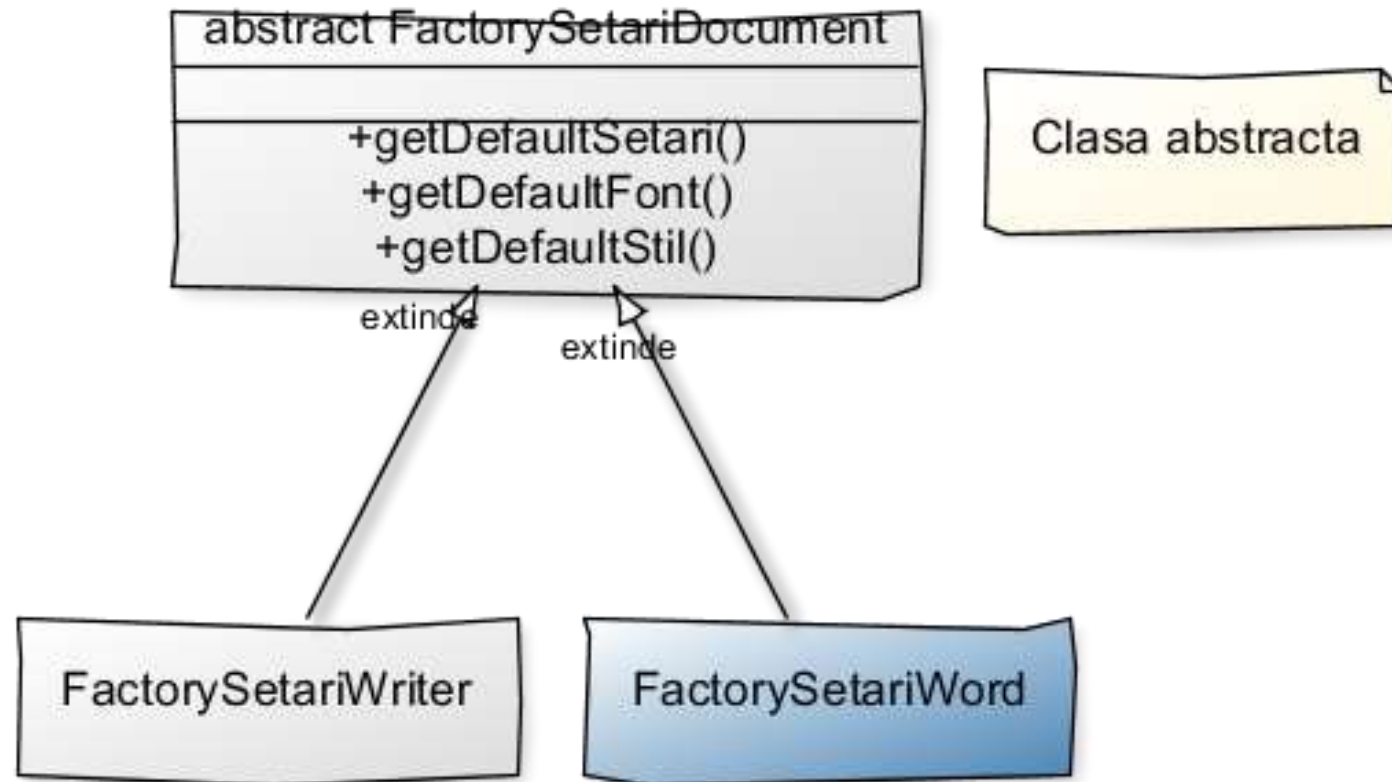 abstract FactorySetariDocument
Clasa abstracta
+getDefaultSetari()
+getDefaultFont()
+getDefaultStil()
extinde
extinde
FactorySetariWriter
FactorySetariWord